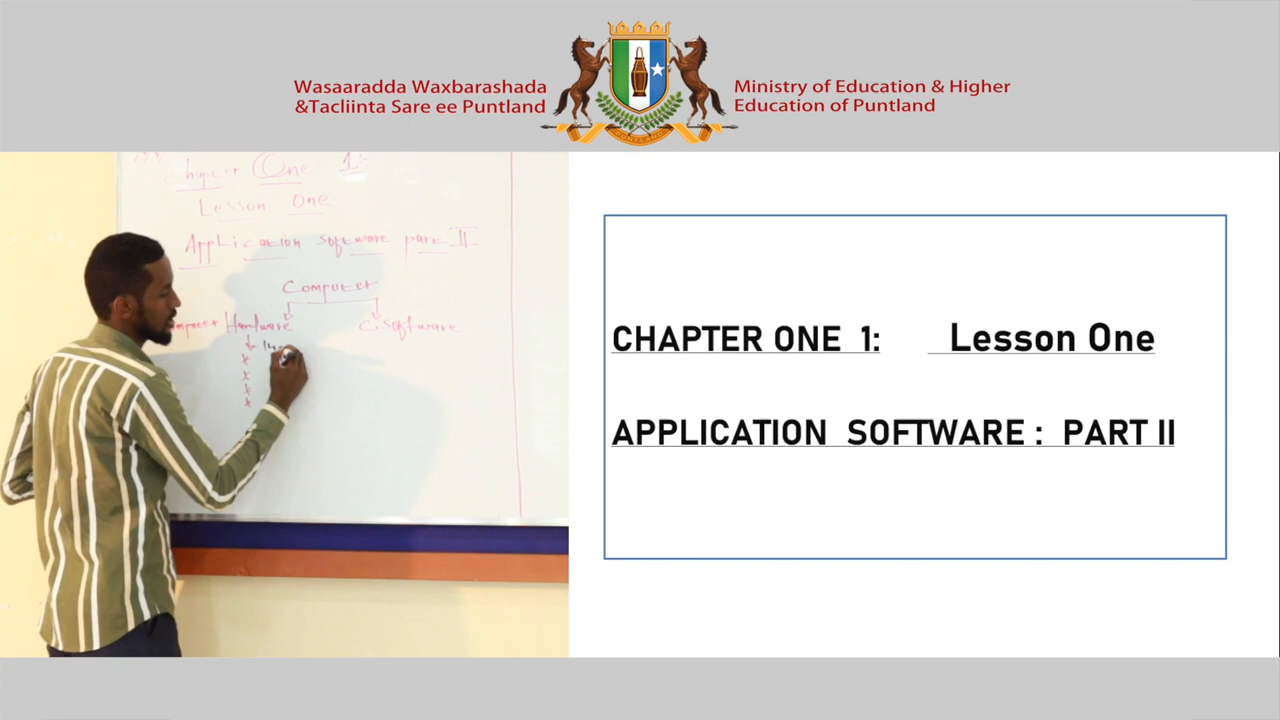 Wasaaradda Waxbarashada
&Tacliinta Sare ee Puntland
Ministry of Education & Higher
Education of Puntland
PUNTLAND
Chapter One: 1:
Lesson One
Application software part II
Computer
Hardware
C. Software
CHAPTER ONE 1: Lesson One
APPLICATION SOFTWARE : PART II